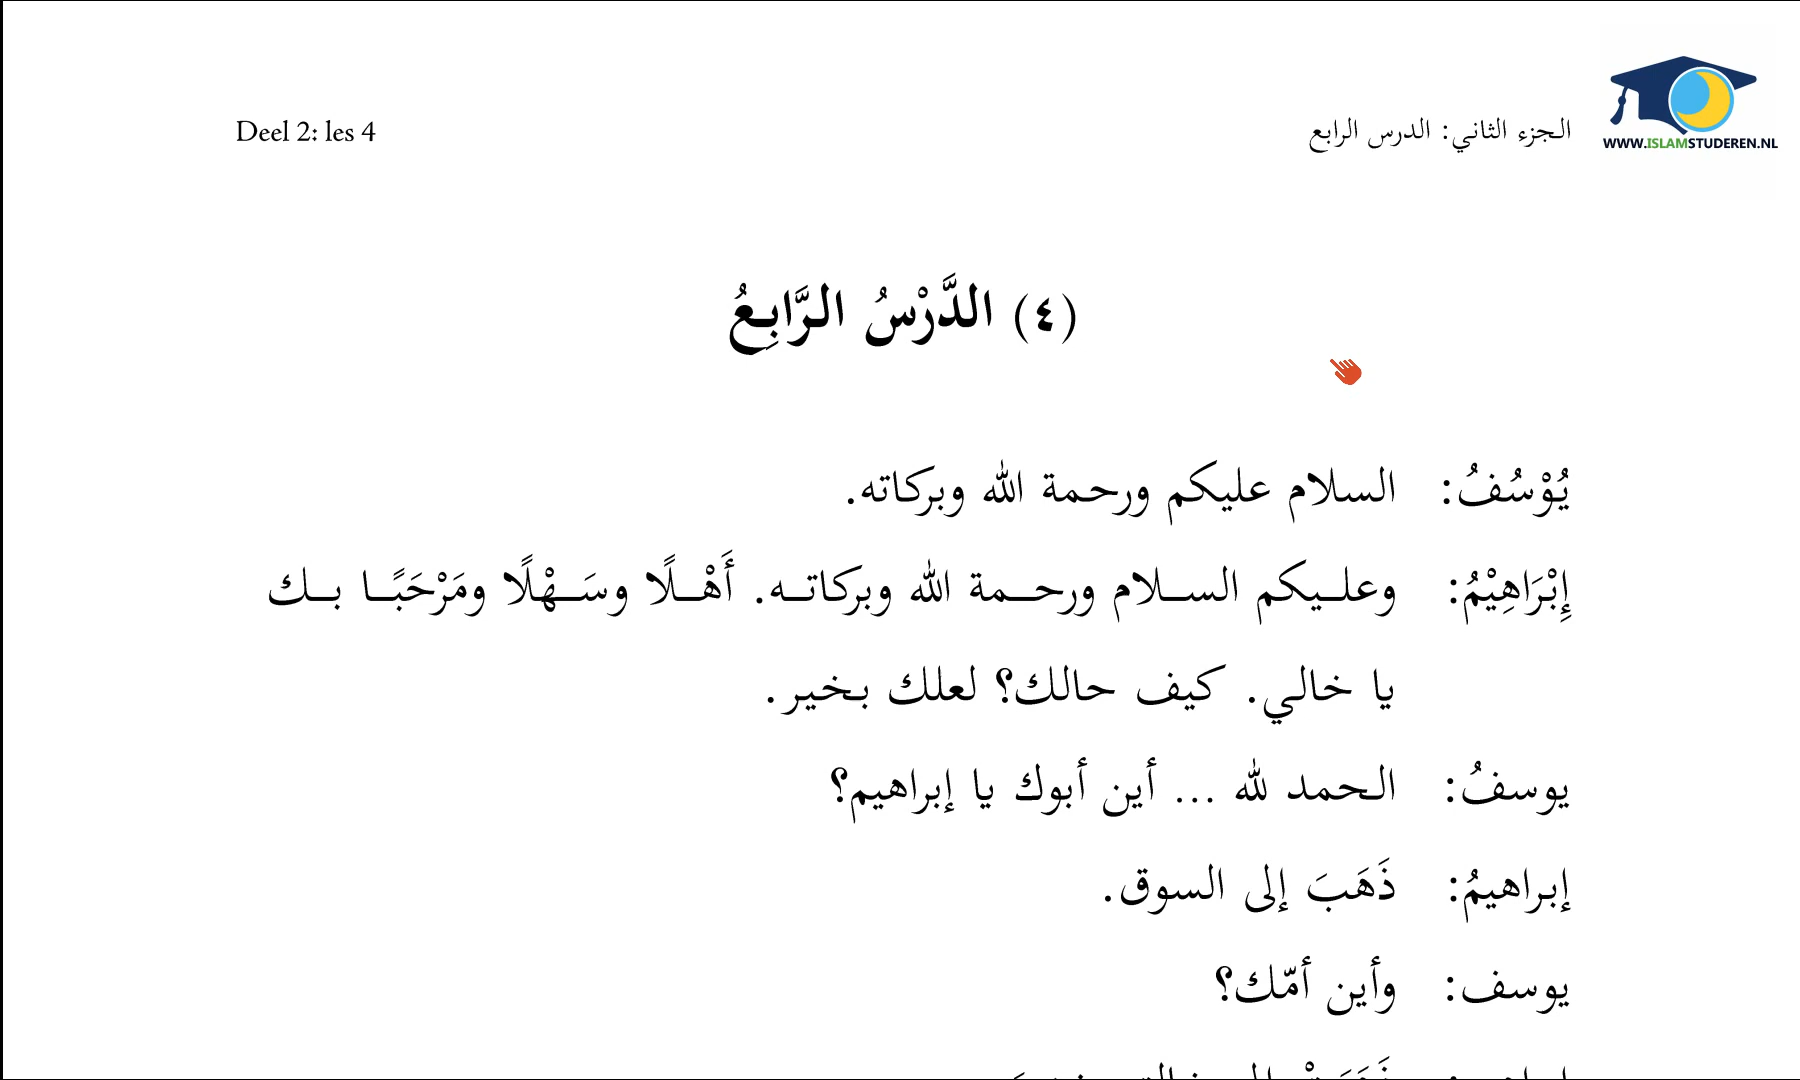 WWW.ISLAMSTUDEREN.NL
Deel 2: les 4
الجزء الثاني: الدرس الرابع
(٤) الدَّرْسُ الرَّابِعُ
يُوْسُفُ: السلام عليكم ورحمة الله وبركاته.
إِبْرَاهِيْمُ: وعليكم السلام ورحمة الله وبركاته. أَهْلًا وسَهْلًا ومَرْحَبًا بك
يا خالي. كيف حالك؟ لعلك بخير.
يوسفُ: الحمد لله ... أين أبوك يا إبراهيم؟
إبراهيمُ: ذَهَبَ إلى السوق.
يوسف: وأين أمّك؟